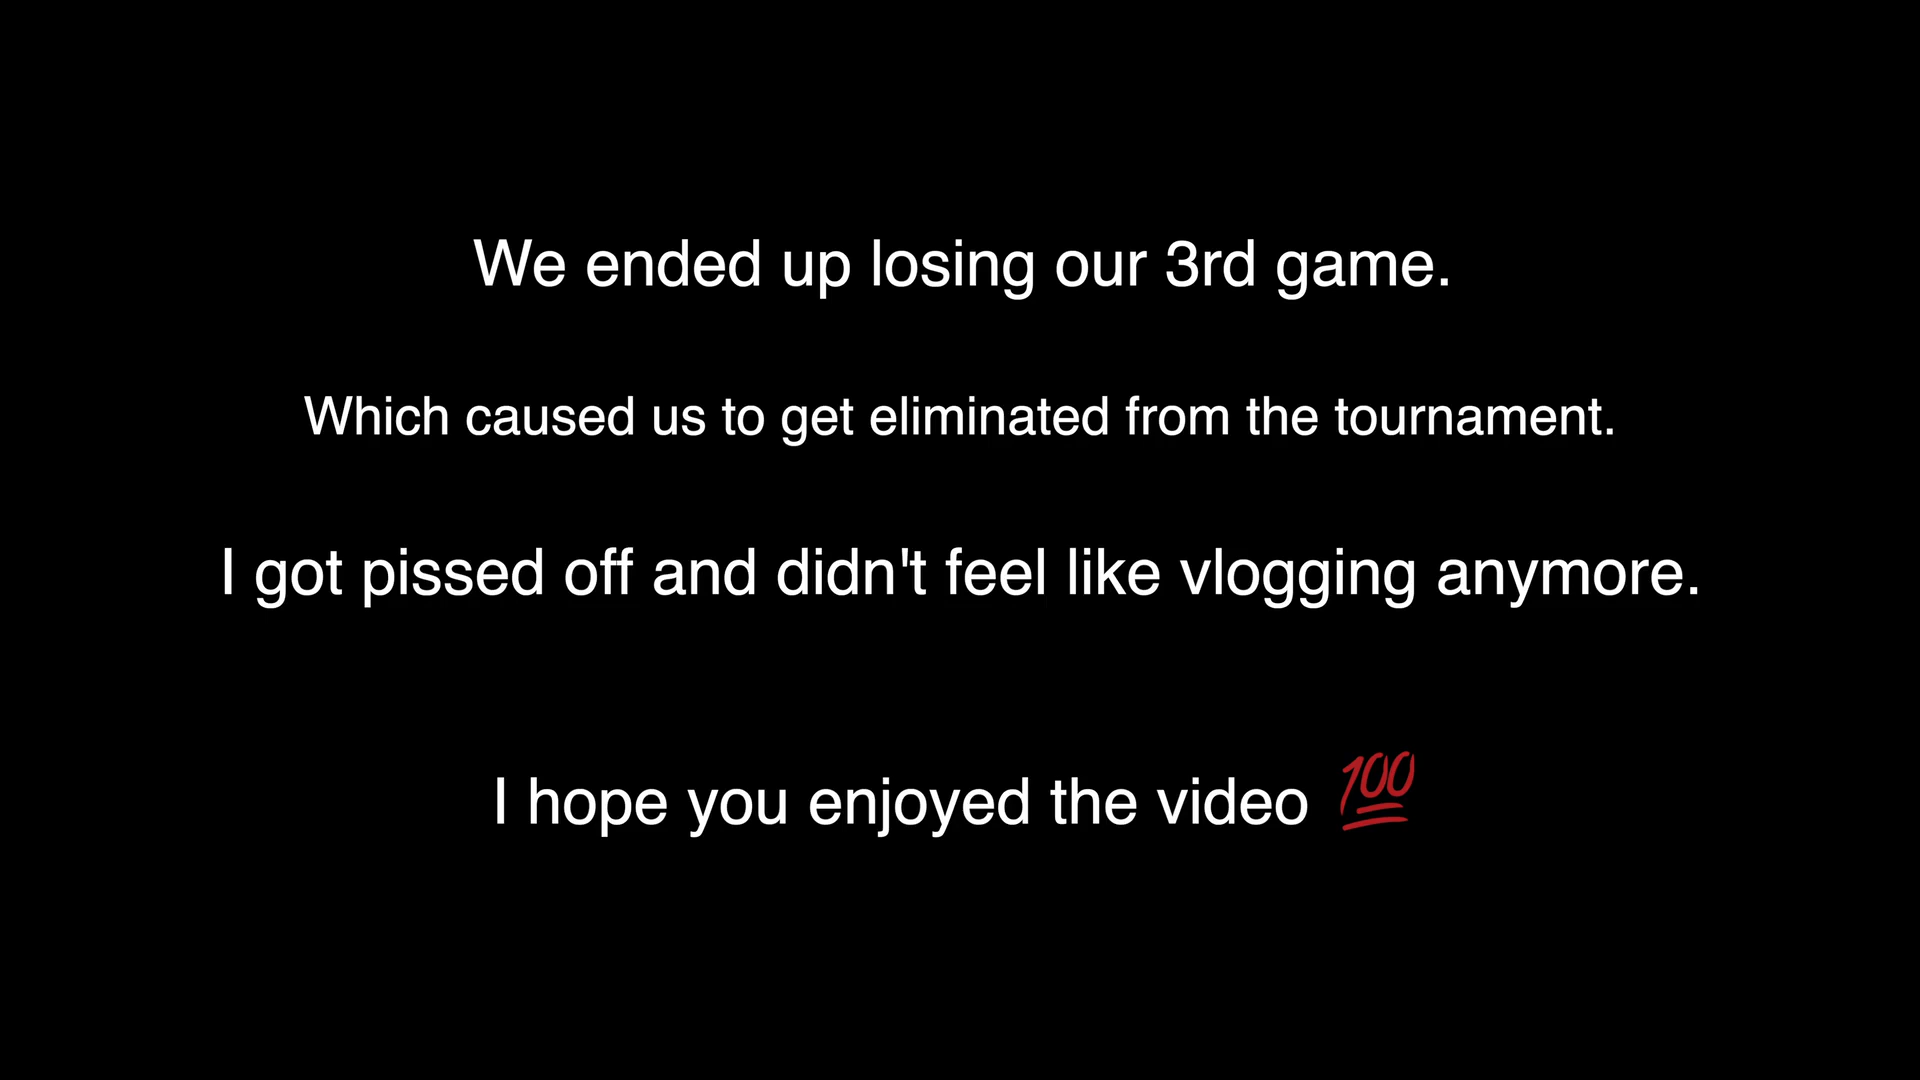 We ended up losing our 3rd game.
Which caused us to get eliminated from the tournament.
I got pissed off and didn't feel like vlogging anymore.
I hope you enjoyed the video 💯